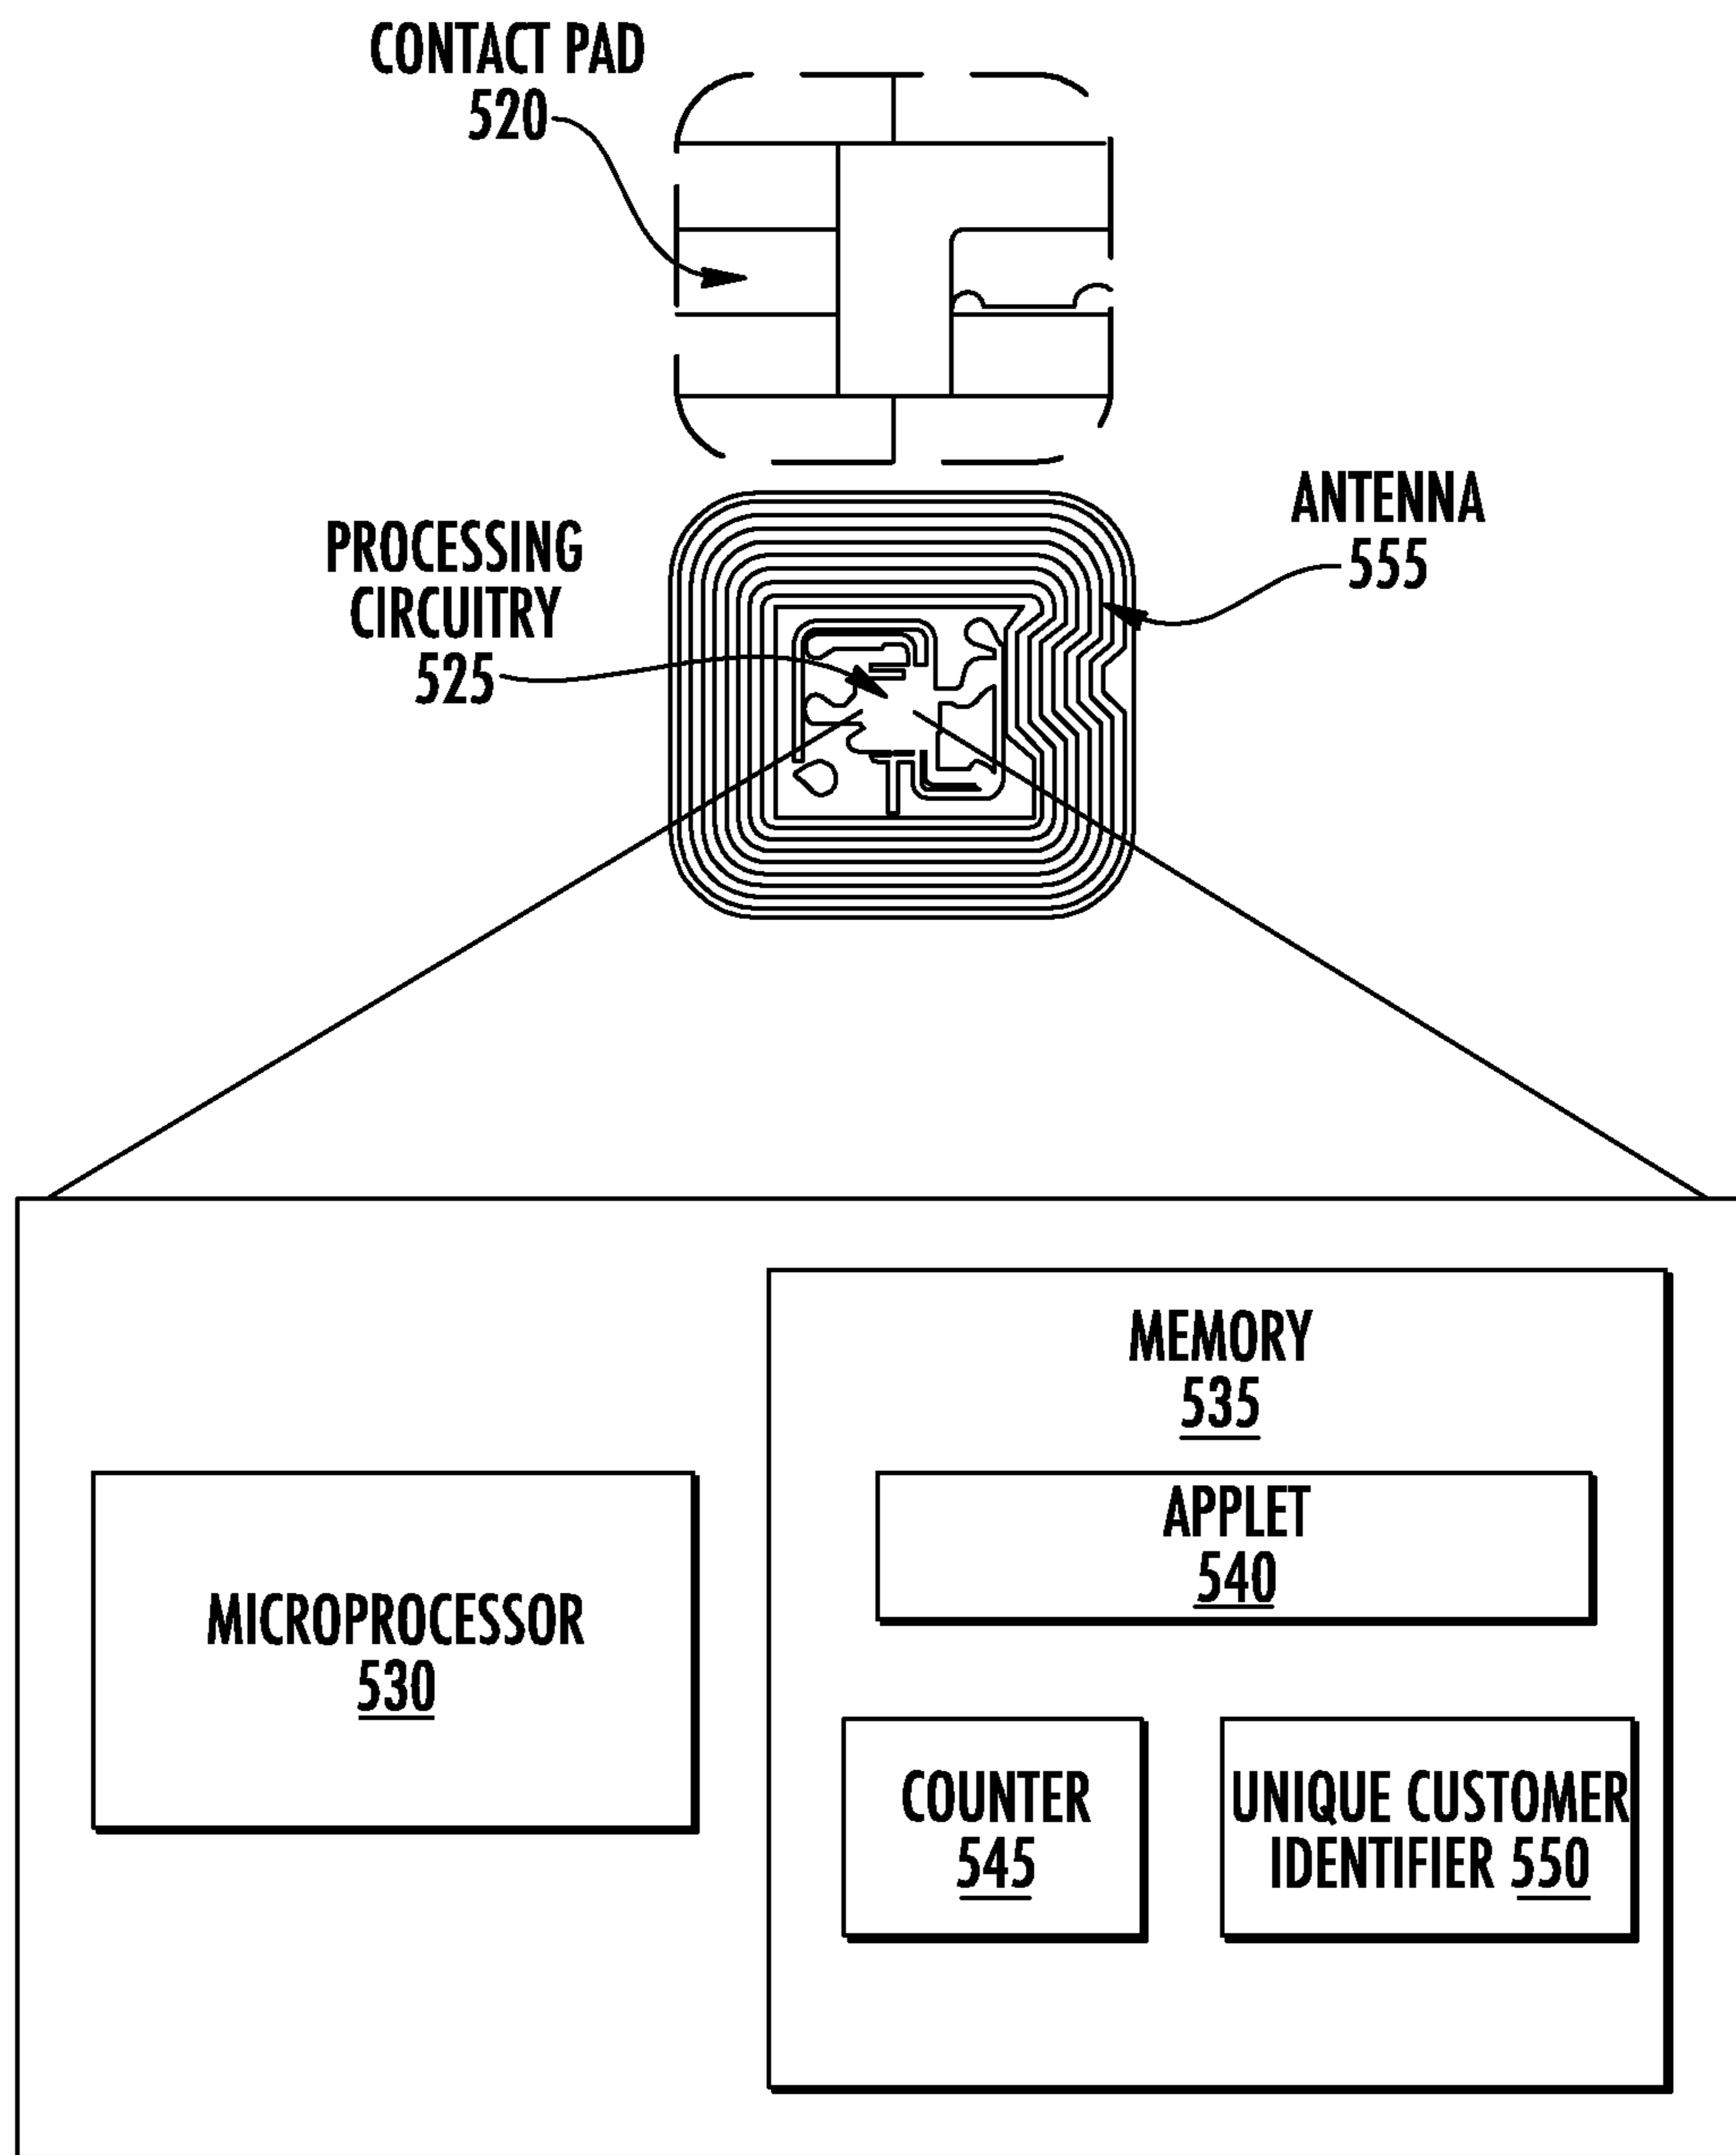 CONTACT PAD
520
ANTENNA
555
PROCESSING
CIRCUITRY
525
MEMORY
535
APPLET
540
MICROPROCESSOR
530
COUNTER
545
UNIQUE CUSTOMER
IDENTIFIER 550